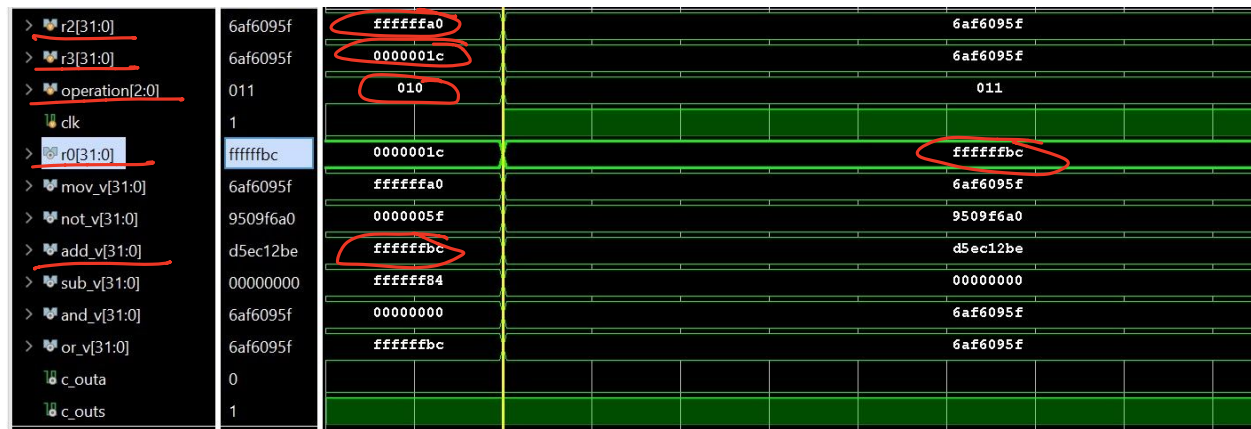 r2[31:0] 6af6095f ffffffa0 6af6095f
r3[31:0] 6af6095f 0000001c 6af6095f
operation[2:0] 011 010 011
clk 1
r0[31:0] ffffffbc 0000001c ffffffbc
mov_v[31:0] 6af6095f ffffffa0 6af6095f
not_v[31:0] 9509f6a0 0000005f 9509f6a0
add_v[31:0] d5ec12be ffffffbc d5ec12be
sub_v[31:0] 00000000 ffffff84 00000000
and_v[31:0] 6af6095f 00000000 6af6095f
or_v[31:0] 6af6095f ffffffbc 6af6095f
c_outa 0
c_outs 1